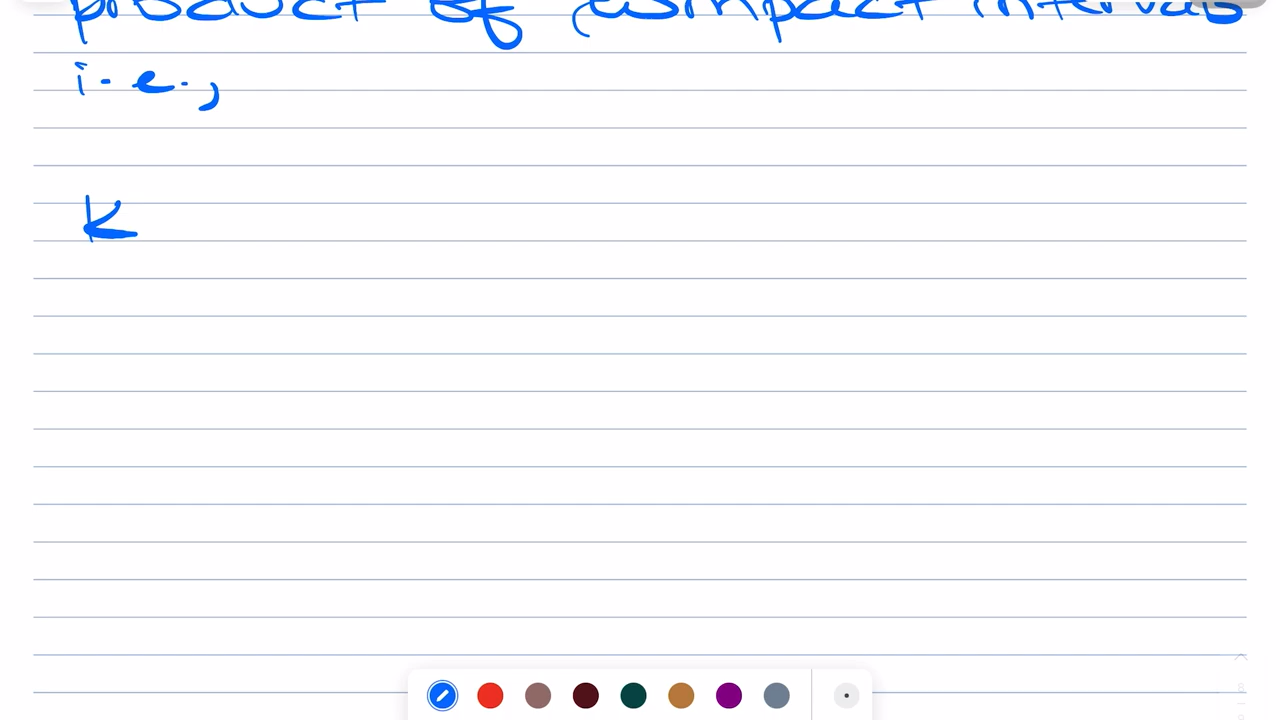 product of compact intervals
i.e.,
K